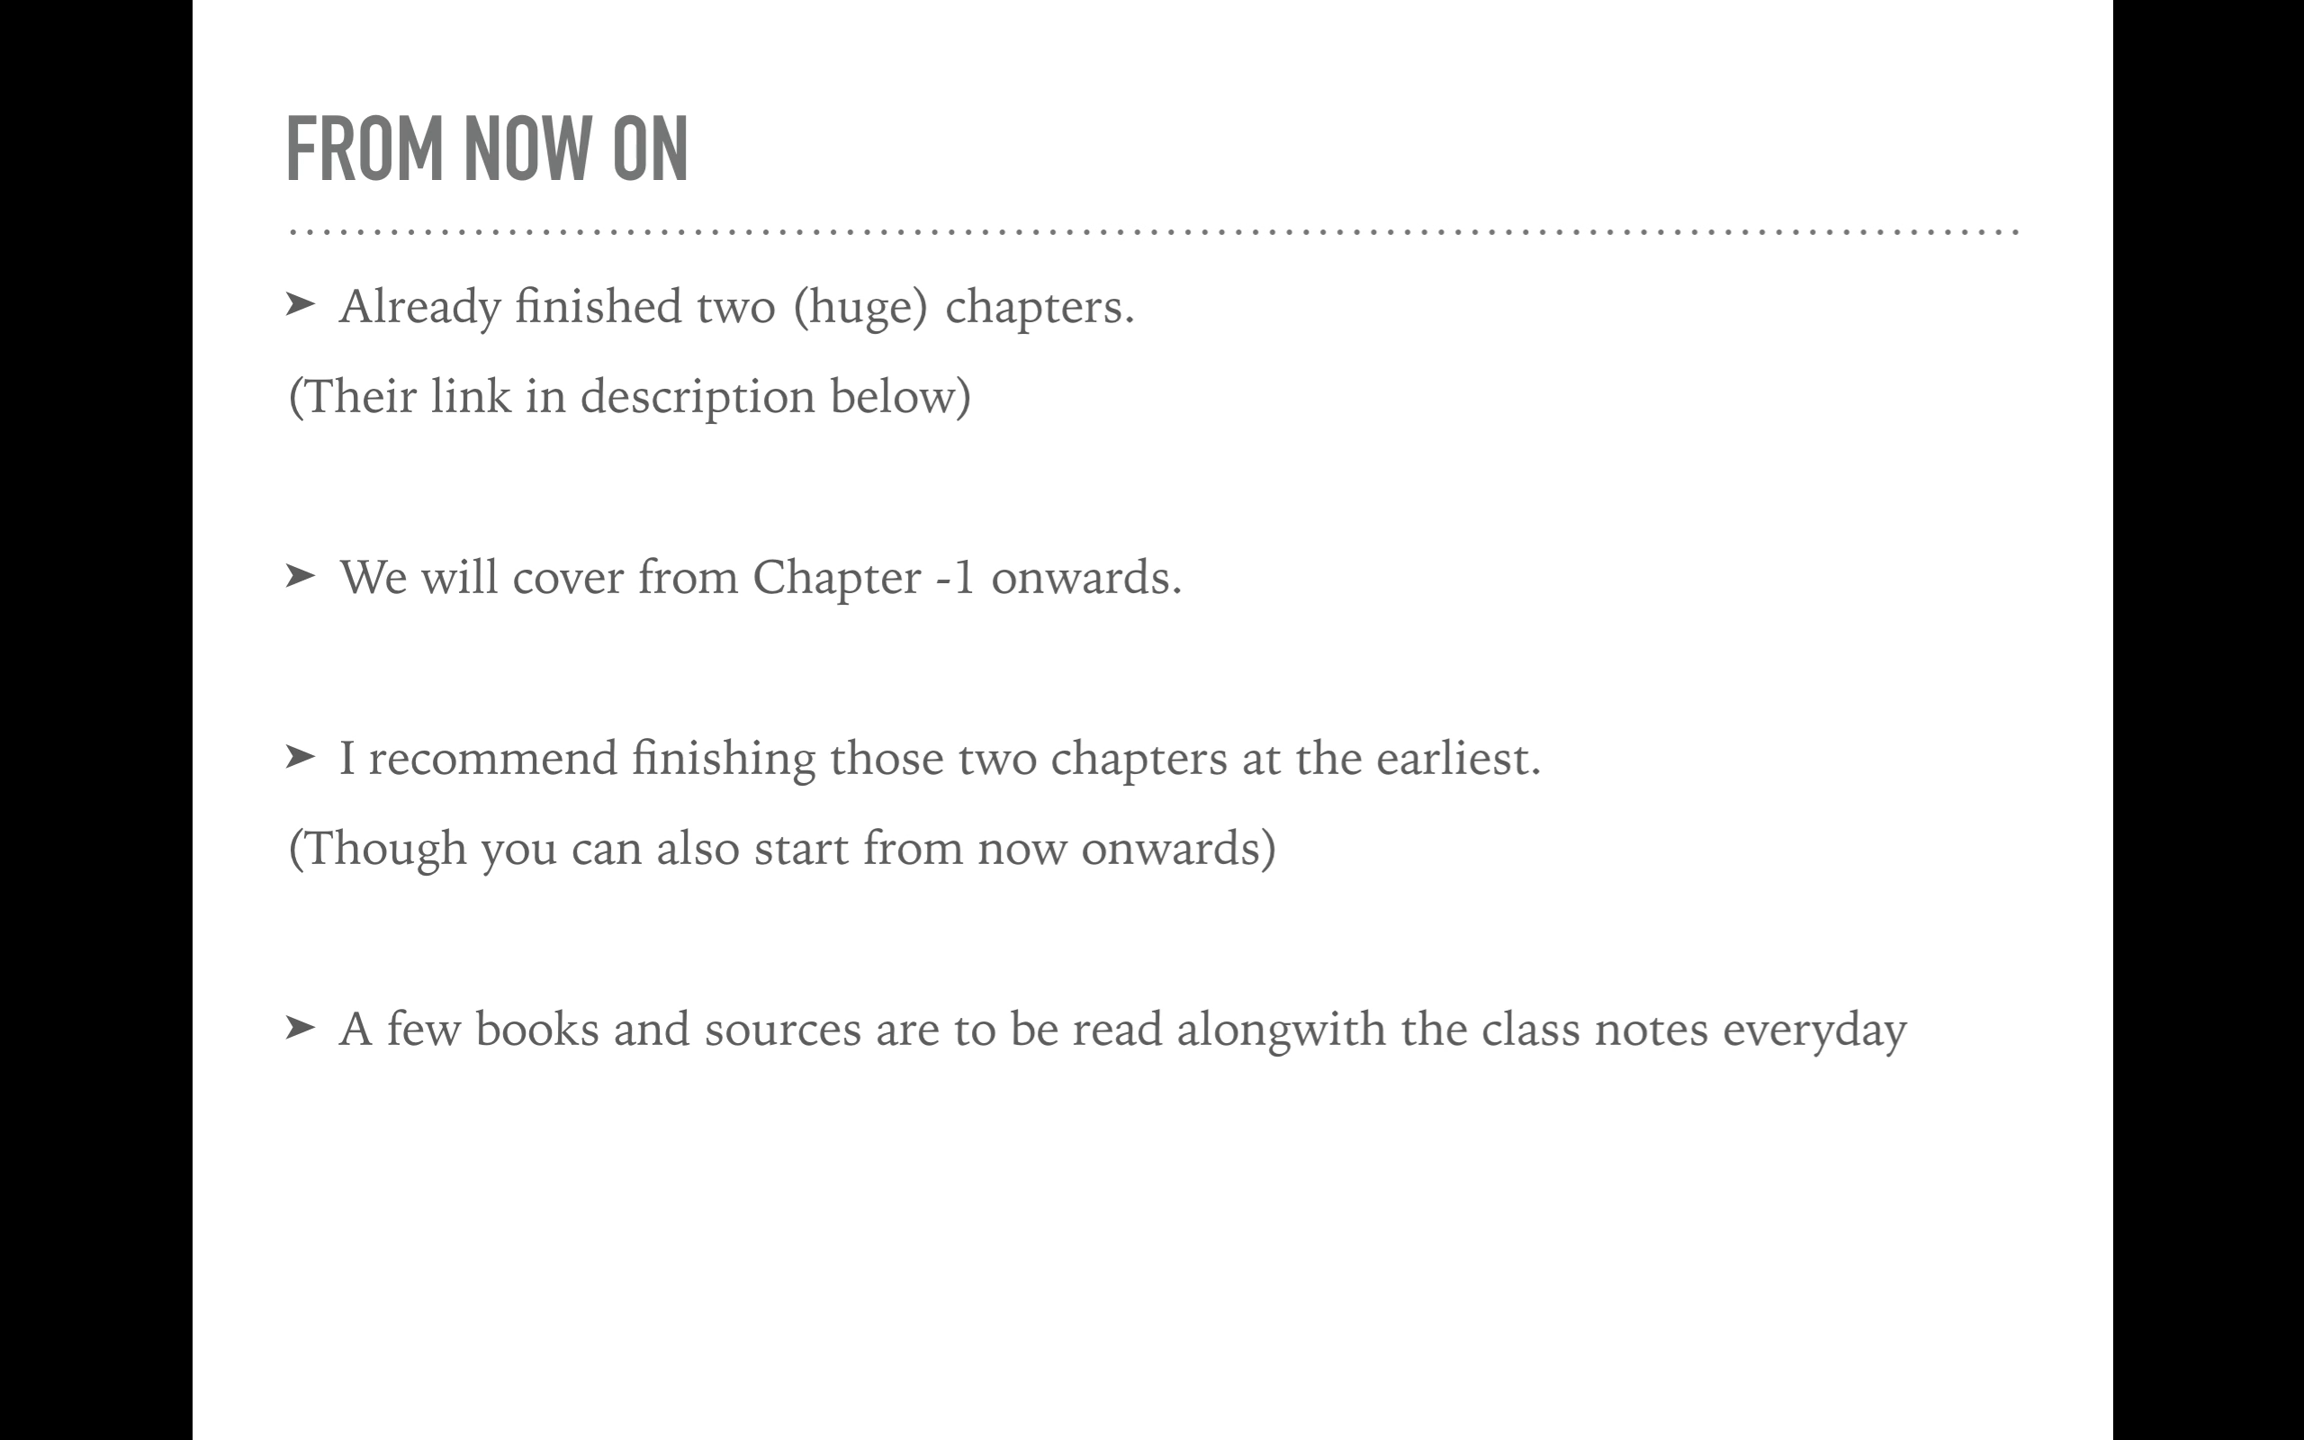 FROM NOW ON
➤ Already finished two (huge) chapters.
(Their link in description below)
➤ We will cover from Chapter -1 onwards.
➤ I recommend finishing those two chapters at the earliest.
(Though you can also start from now onwards)
➤ A few books and sources are to be read alongwith the class notes everyday